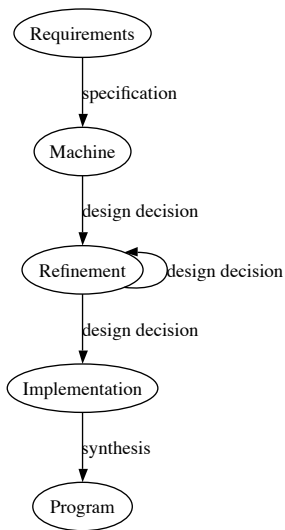 Requirements
specification
Machine
design decision
Refinement
design decision
design decision
Implementation
synthesis
Program